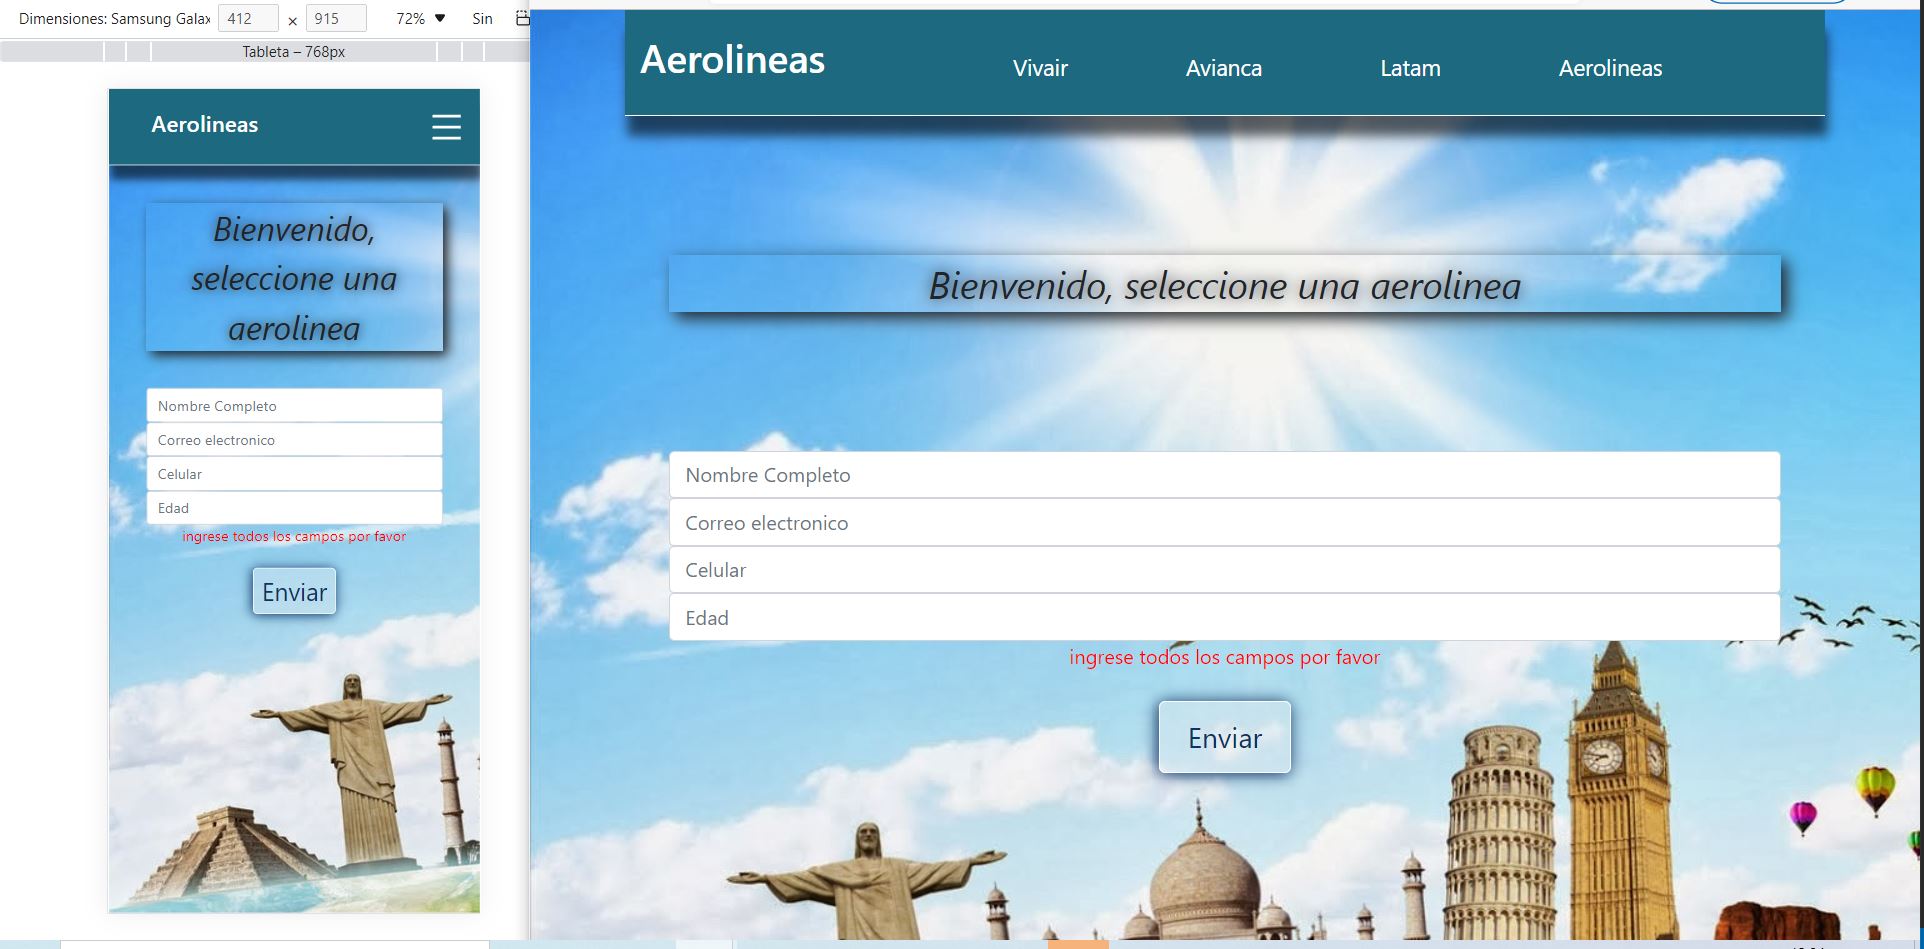 Dimensiones: Samsung Galax 412 × 915 72% ▼ Sin
Tableta – 768px
Aerolineas
Bienvenido,
seleccione una
aerolinea
Nombre Completo
Correo electronico
Celular
Edad
ingrese todos los campos por favor
Enviar
Aerolineas Vivair Avianca Latam Aerolineas
Bienvenido, seleccione una aerolinea
Nombre Completo
Correo electronico
Celular
Edad
ingrese todos los campos por favor
Enviar